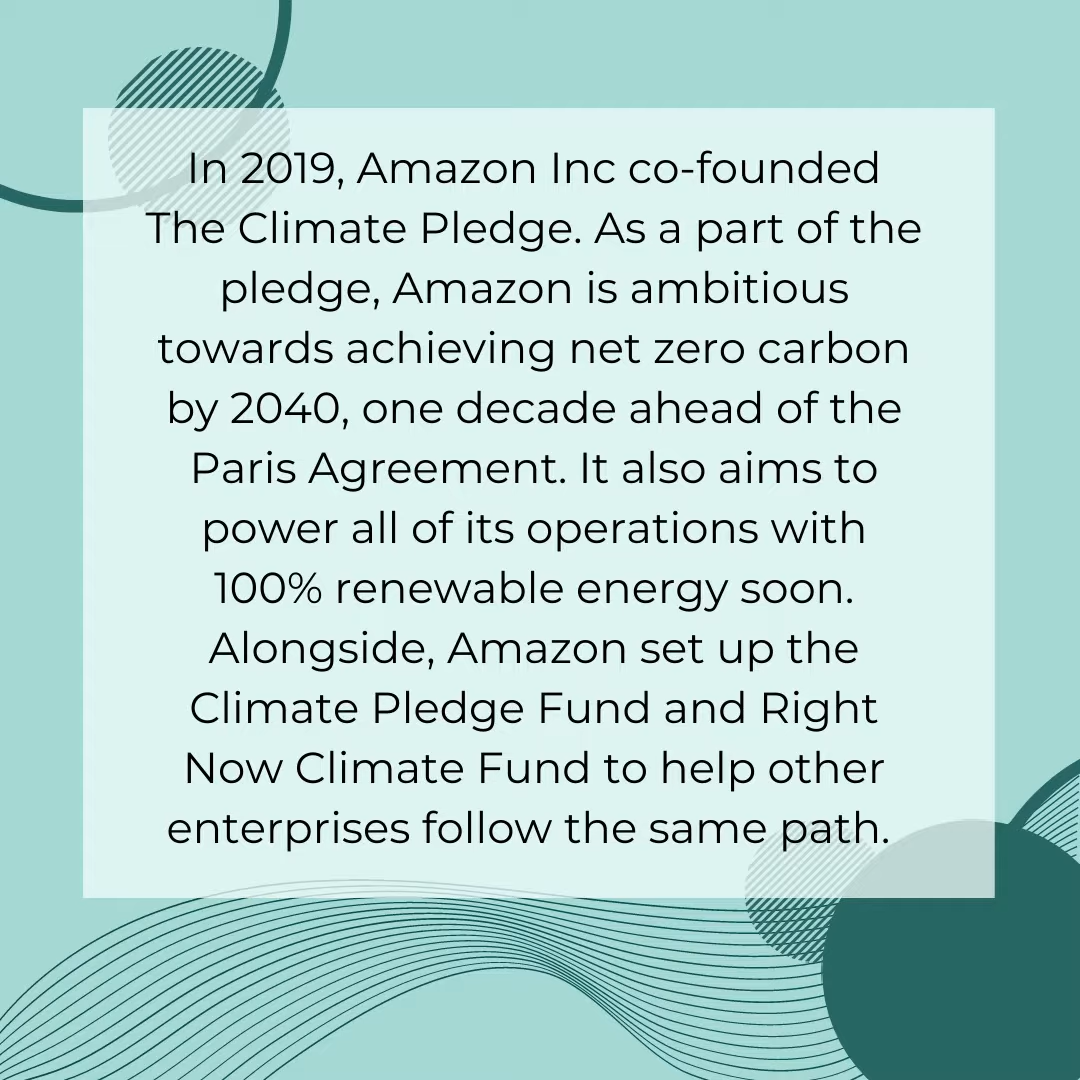 In 2019, Amazon Inc co-founded
The Climate Pledge. As a part of the
pledge, Amazon is ambitious
towards achieving net zero carbon
by 2040, one decade ahead of the
Paris Agreement. It also aims to
power all of its operations with
100% renewable energy soon.
Alongside, Amazon set up the
Climate Pledge Fund and Right
Now Climate Fund to help other
enterprises follow the same path.